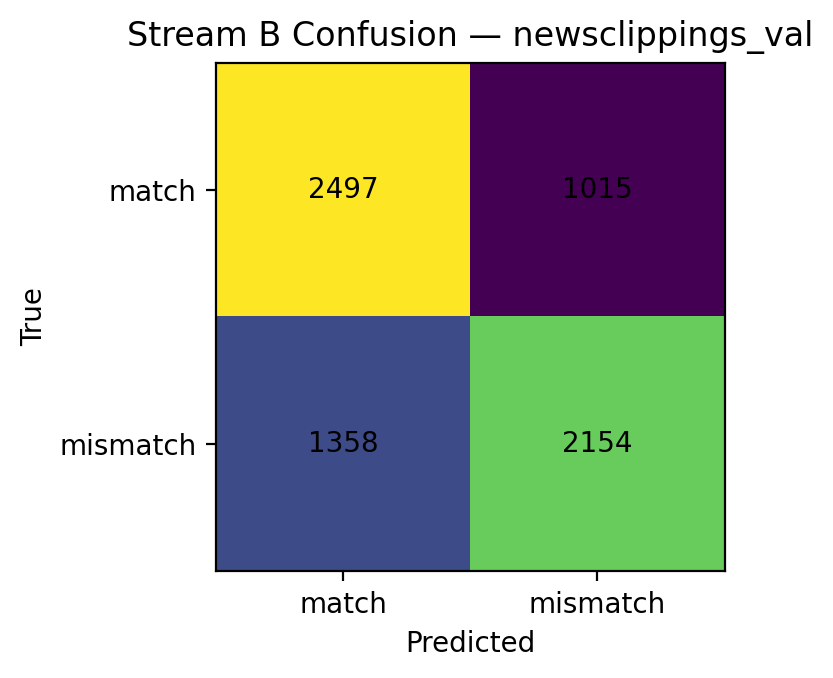 Stream B Confusion — newsclippings_val
True
match
2497 1015
mismatch
1358 2154
match mismatch
Predicted